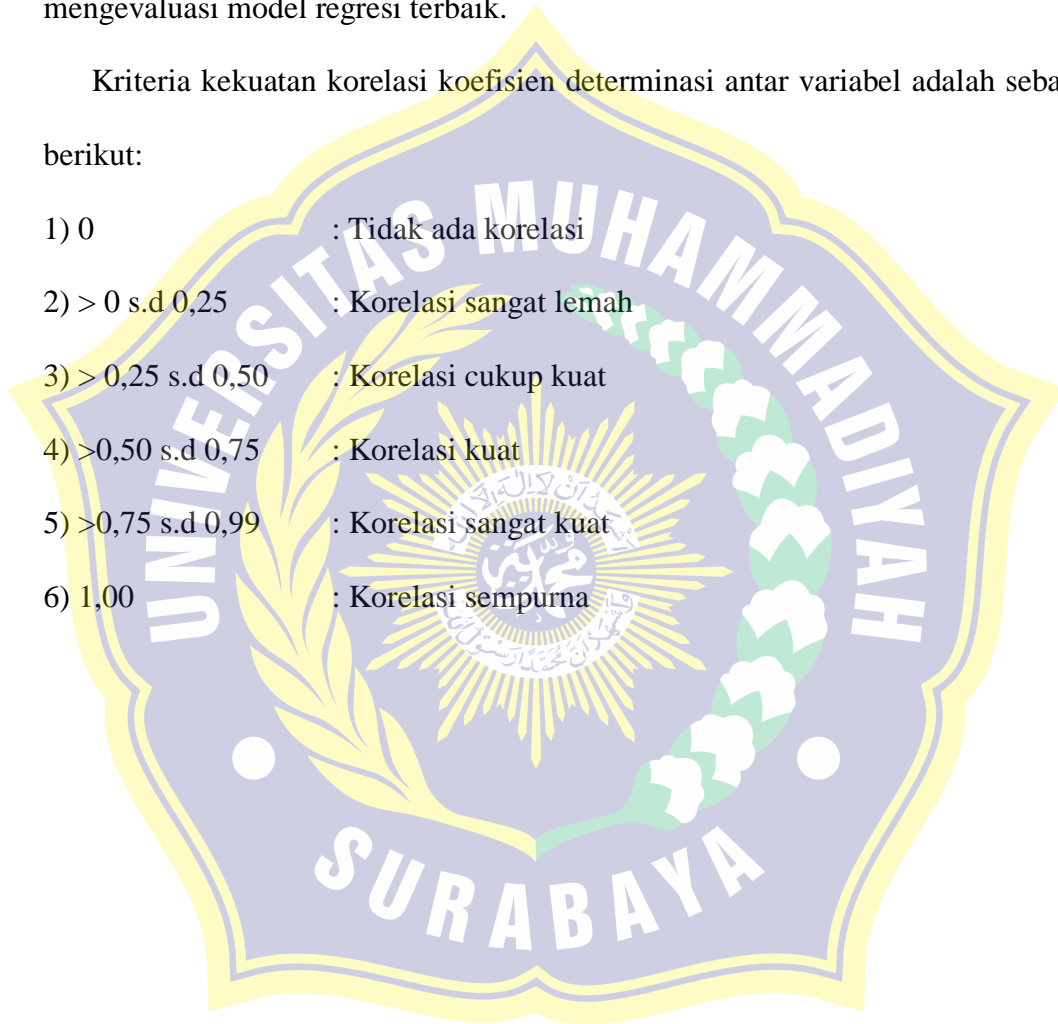 mengevaluasi model regresi terbaik.
Kriteria kekuatan korelasi koefisien determinasi antar variabel adalah seba
berikut:
1) 0 : Tidak ada korelasi
2) > 0 s.d 0,25 : Korelasi sangat lemah
3) > 0,25 s.d 0,50 : Korelasi cukup kuat
4) >0,50 s.d 0,75 : Korelasi kuat
5) >0,75 s.d 0,99 : Korelasi sangat kuat
6) 1,00 : Korelasi sempurna
UNIVERSITAS MUHAMMADIYAH
SURABAYA